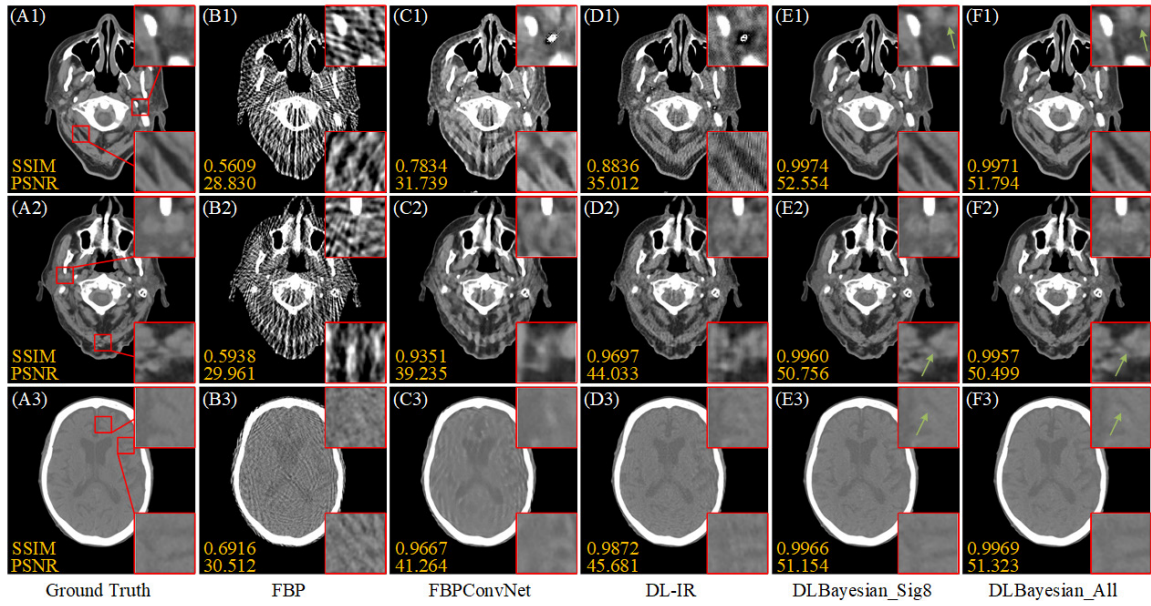 (A1) (B1) (C1) (D1) (E1) (F1)
SSIM 0.5609 0.7834 0.8836 0.9974 0.9971
PSNR 28.830 31.739 35.012 52.554 51.794
(A2) (B2) (C2) (D2) (E2) (F2)
SSIM 0.5938 0.9351 0.9697 0.9960 0.9957
PSNR 29.961 39.235 44.033 50.756 50.499
(A3) (B3) (C3) (D3) (E3) (F3)
SSIM 0.6916 0.9667 0.9872 0.9966 0.9969
PSNR 30.512 41.264 45.681 51.154 51.323
Ground Truth FBP FBPConvNet DL-IR DLBayesian_Sig8 DLBayesian_All